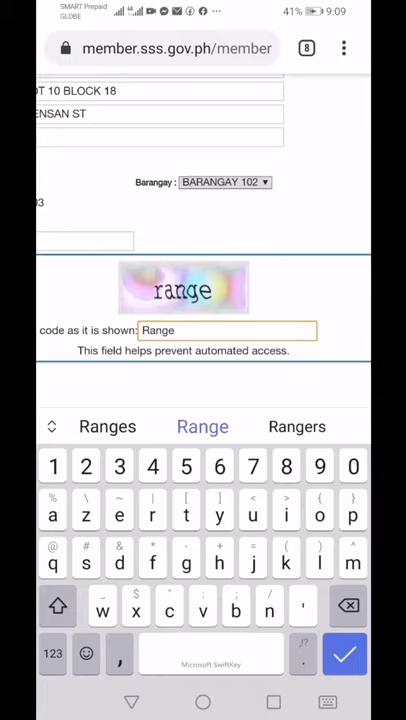 SMART Prepaid
GLOBE
41% 9:09
member.sss.gov.ph/member 8
OT 10 BLOCK 18
ENSAN ST
Barangay : BARANGAY 102
03
range
code as it is shown: Range
This field helps prevent automated access.
Ranges Range Rangers
1 2 3 4 5 6 7 8 9 0
% \ ~ | [ ] < > { }
a z e r t y u i o p
@ # & * - + = ( ) ^
q s d f g h j k l m
$ " : ; /
w x c v b n '
123 , Microsoft SwiftKey ,!? .